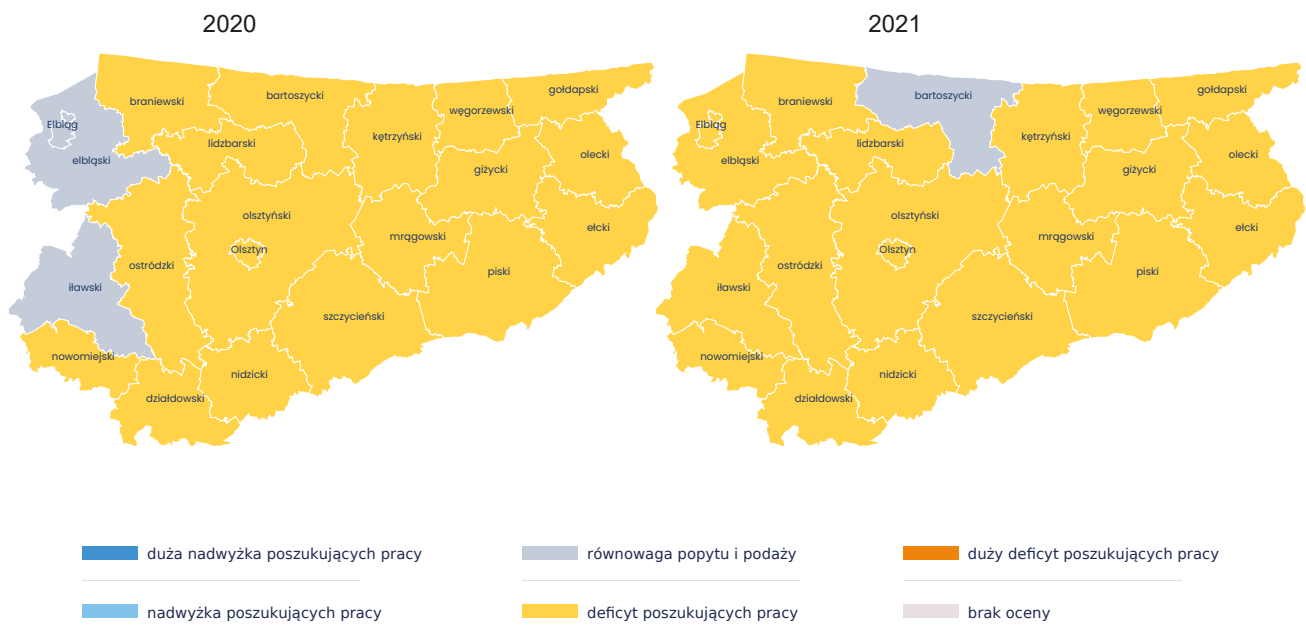 2020
2021
braniewski
bartoszycki
gołdapski
węgorzewski
Elbląg
kętrzyński
lidzbarski
olecki
elbląski
giżycki
olsztyński
ełcki
mrągowski
Olsztyn
ostródzki
piski
iławski
szczycieński
nowomiejski
nidzicki
działdowski
gołdapski
bartoszycki
braniewski
węgorzewski
Elbląg
kętrzyński
lidzbarski
olecki
elbląski
giżycki
olsztyński
ełcki
mrągowski
Olsztyn
ostródzki
piski
iławski
szczycieński
nowomiejski
nidzicki
działdowski
duża nadwyżka poszukujących pracy
równowaga popytu i podaży
duży deficyt poszukujących pracy
nadwyżka poszukujących pracy
deficyt poszukujących pracy
brak oceny